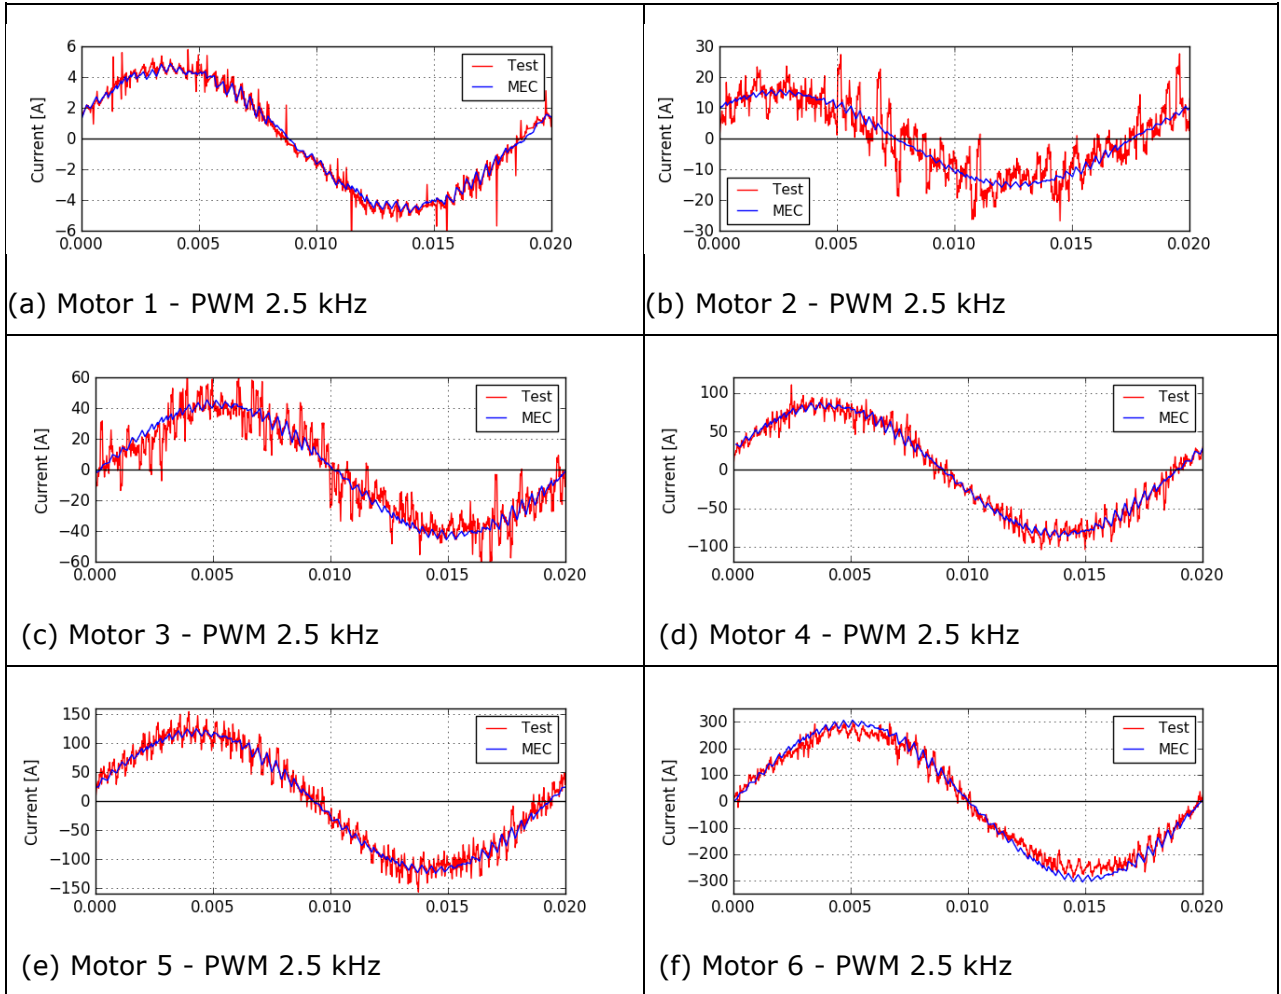 6
4
2
0
−2
−4
−6
Current [A]
Test
MEC
0.000 0.005 0.010 0.015 0.020
(a) Motor 1 - PWM 2.5 kHz
30
20
10
0
−10
−20
−30
Current [A]
Test
MEC
0.000 0.005 0.010 0.015 0.020
(b) Motor 2 - PWM 2.5 kHz
60
40
20
0
−20
−40
−60
Current [A]
Test
MEC
0.000 0.005 0.010 0.015 0.020
(c) Motor 3 - PWM 2.5 kHz
100
50
0
−50
−100
Current [A]
Test
MEC
0.000 0.005 0.010 0.015 0.020
(d) Motor 4 - PWM 2.5 kHz
150
100
50
0
−50
−100
−150
Current [A]
Test
MEC
0.000 0.005 0.010 0.015 0.020
(e) Motor 5 - PWM 2.5 kHz
300
200
100
0
−100
−200
−300
Current [A]
Test
MEC
0.000 0.005 0.010 0.015 0.020
(f) Motor 6 - PWM 2.5 kHz